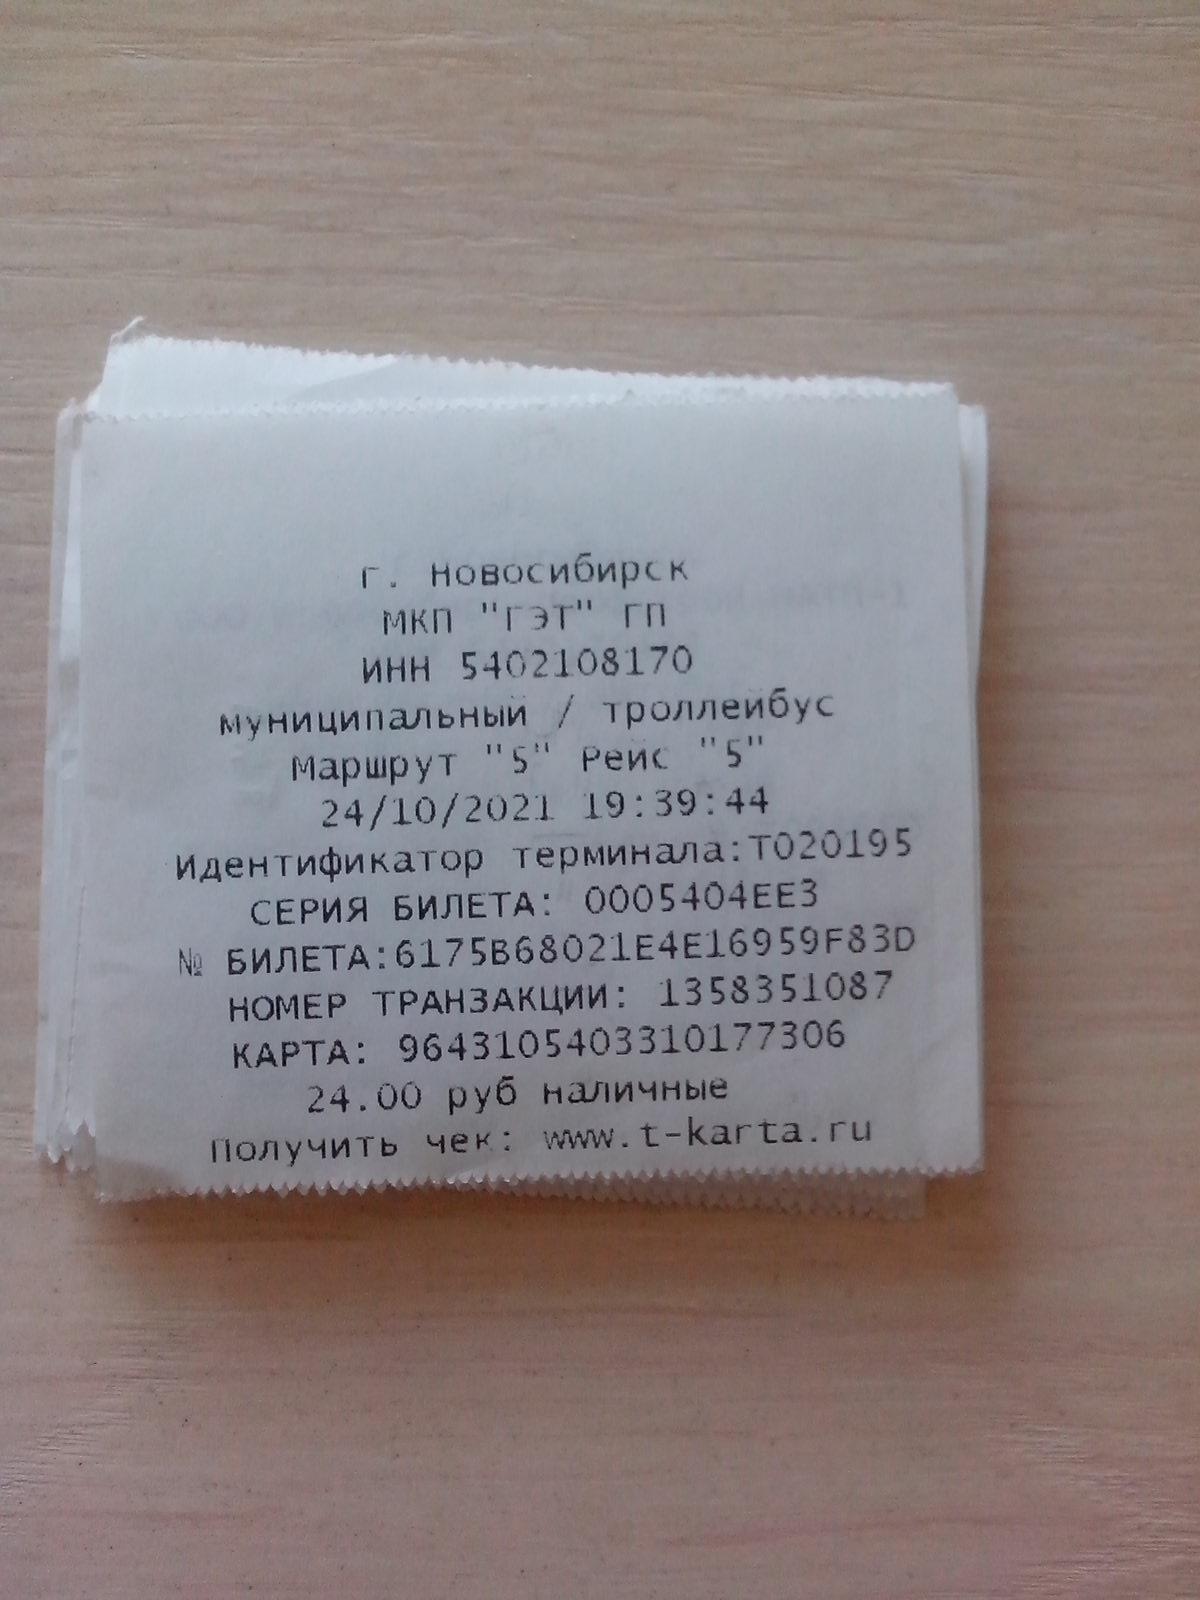 г. Новосибирск
МКП "ГЭТ" ГП
ИНН 5402108170
муниципальный / троллейбус
Маршрут "5" Рейс "5"
24/10/2021 19:39:44
Идентификатор терминала:T020195
СЕРИЯ БИЛЕТА: 0005404EE3
№ БИЛЕТА:6175B68021E4E16959F83D
НОМЕР ТРАНЗАКЦИИ: 1358351087
КАРТА: 9643105403310177306
24.00 руб наличные
Получить чек: www.t-karta.ru